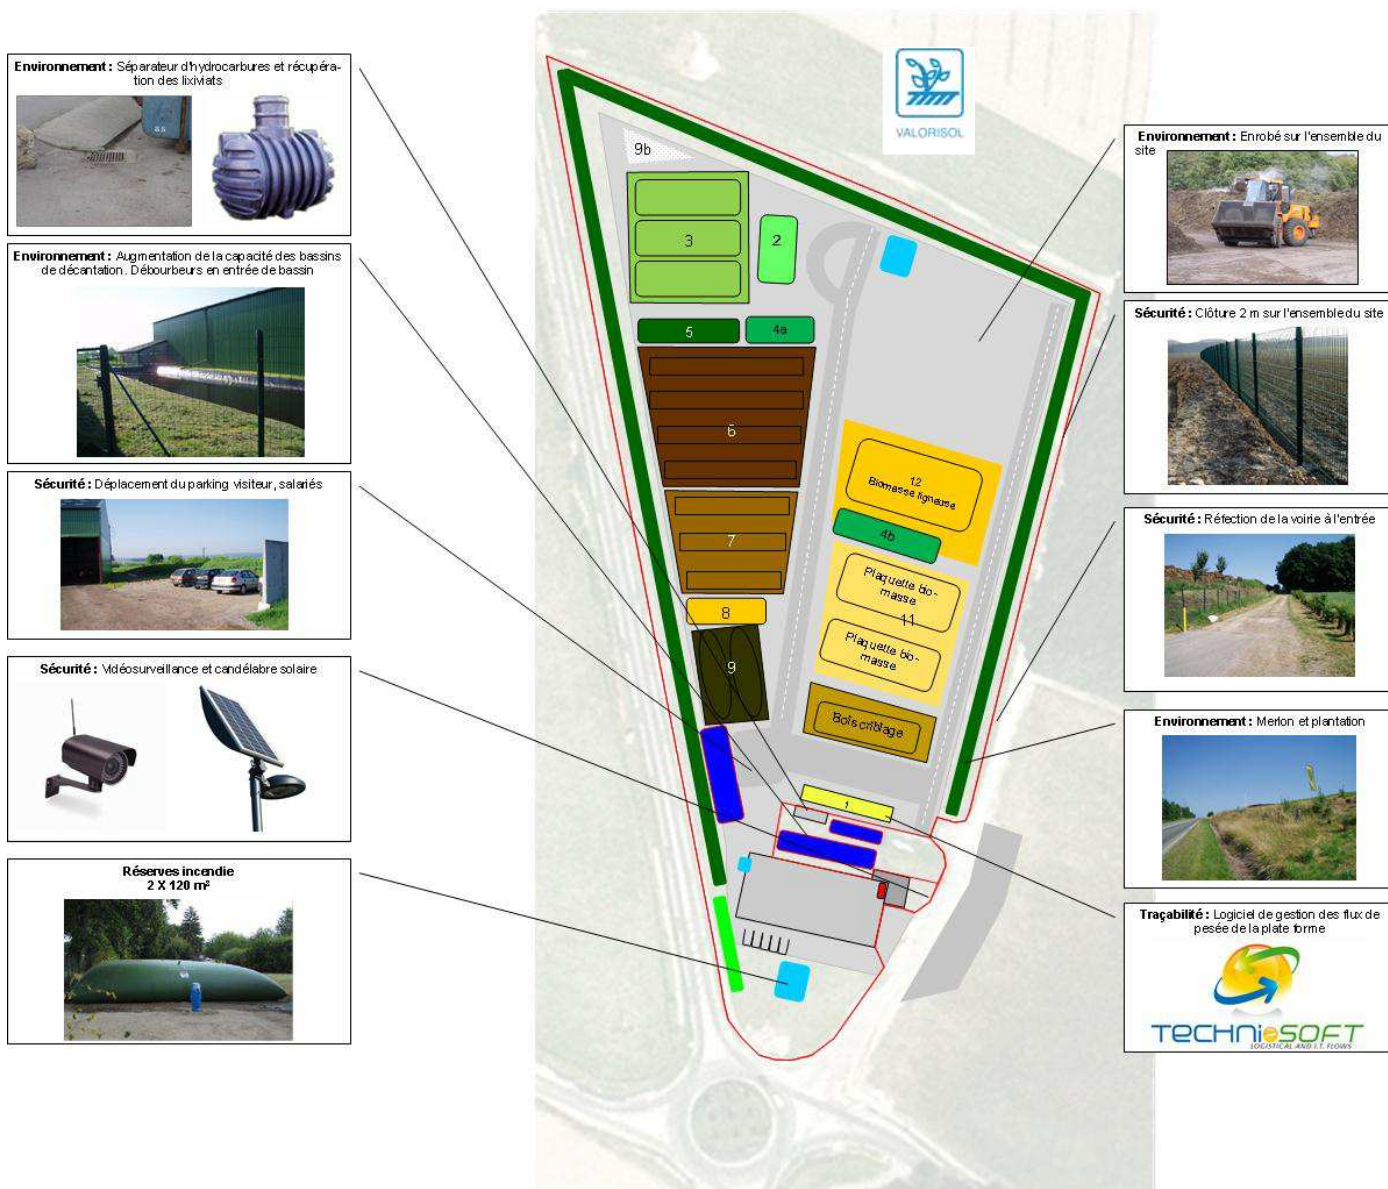 Environnement : Séparateur d'hydrocarbures et récupéra-
tion des lixiviats
Environnement : Augmentation de la capacité des bassins
de décantation. Débourbeurs en entrée de bassin
Sécurité : Déplacement du parking visiteur, salariés
Sécurité : Vidéosurveillance et candélabre solaire
Réserves incendie
2 X 120 m³
VALORISOL
9b
3
2
5
4a
6
7
8
9
12
Biomasse ligneuse
4b
Plaquette bio-
masse
11
Plaquette bio-
masse
Bois criblage
1
Environnement : Enrobé sur l'ensemble du
site
Sécurité : Clôture 2 m sur l'ensemble du site
Sécurité : Réfection de la voirie à l'entrée
Environnement : Merlon et plantation
Traçabilité : Logiciel de gestion des flux de
pesée de la plate forme
TECHNiSOFT
LOGISTICAL AND I.T. FLOWS